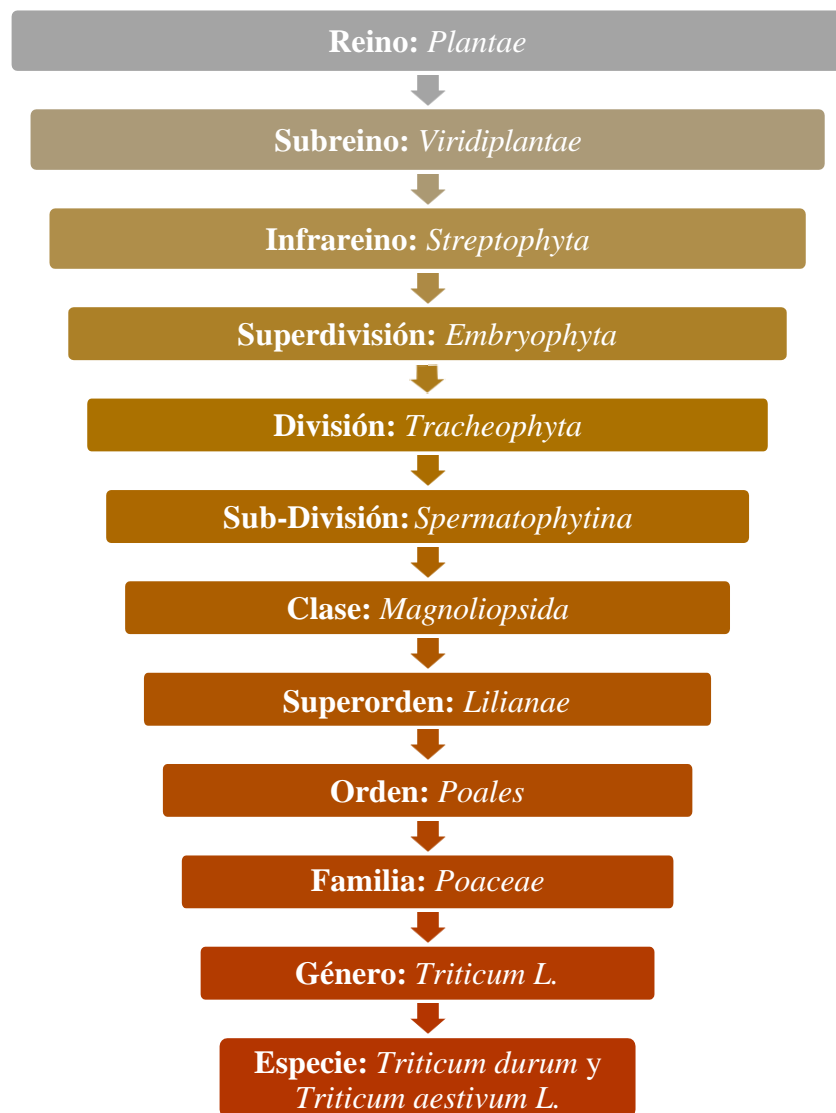 Reino: Plantae
Subreino: Viridiplantae
Infrareino: Streptophyta
Superdivisión: Embryophyta
División: Tracheophyta
Sub-División: Spermatophytina
Clase: Magnoliopsida
Superorden: Lilianae
Orden: Poales
Familia: Poaceae
Género: Triticum L.
Especie: Triticum durum y
Triticum aestivum L.